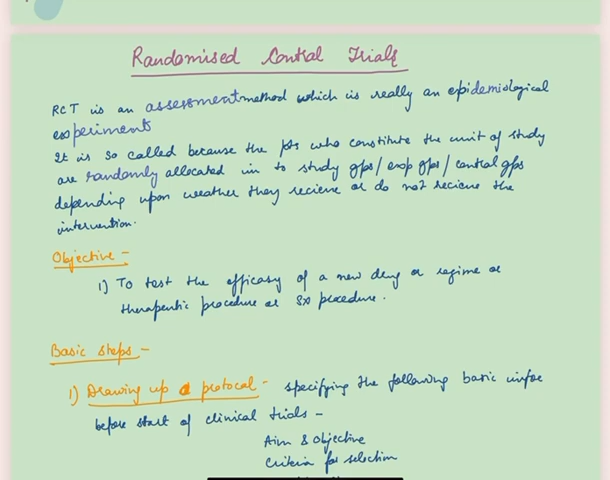 Randomised Control Trials
RCT is an assessment method which is really an epidemiological
experiments
It is so called because the pts who constitute the unit of study
are randomly allocated in to study gps/exp gps/control gps
depending upon weather they recieve or do not recieve the
intervention.
Objective -
1) To test the efficacy of a new drug or regime or
therapeutic procedure or Sx procedure.
Basic steps -
1) Drawing up a protocol - specifying the following basic infoe
before start of clinical trials -
Aim & Objective
Criteria for selection